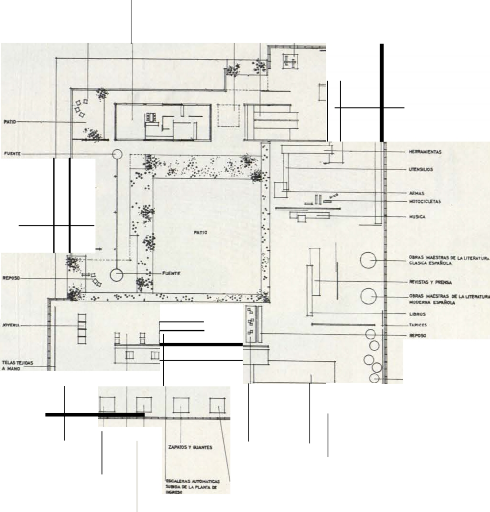 PATIO
FUENTE
REPOSO
JOVENIL
TELAS TEJIDAS
A MANO
PATIO
FUENTE
HERRAMIENTAS
UTENSILIOS
ARMAS
MOTOCICLETAS
MUSICA
OBRAS MAESTRAS DE LA LITERATURA
CLASICA ESPAÑOLA
REVISTAS Y PRENSA
OBRAS MAESTRAS DE LA LITERATURA
MODERNA ESPAÑOLA
LIBROS
TAPICES
REPOSO
ZAPATOS Y GUANTES
ESCALERAS AUTOMATICAS
SUBIDA DE LA PLANTA DE
INGRESO